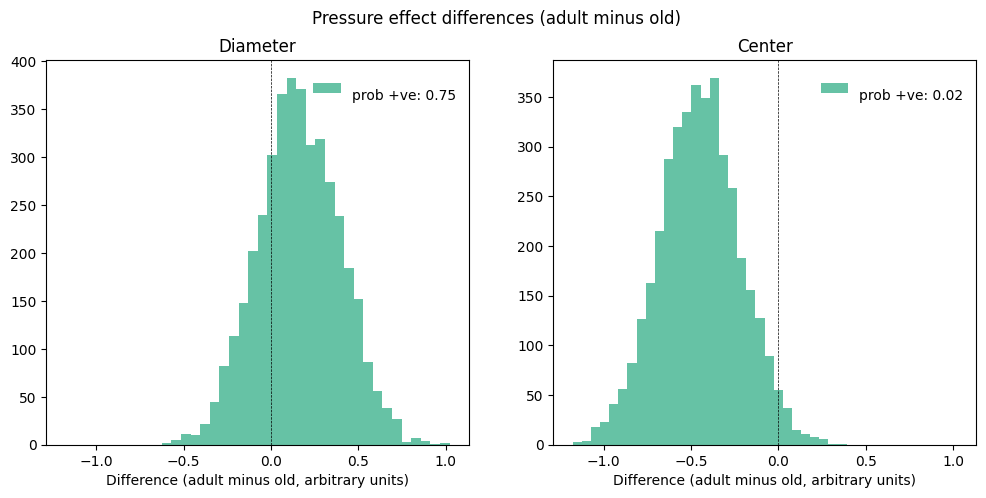 Pressure effect differences (adult minus old)
Diameter
400
350
300
250
200
150
100
50
0
prob +ve: 0.75
−1.0 −0.5 0.0 0.5 1.0
Difference (adult minus old, arbitrary units)
Center
350
300
250
200
150
100
50
0
prob +ve: 0.02
−1.0 −0.5 0.0 0.5 1.0
Difference (adult minus old, arbitrary units)